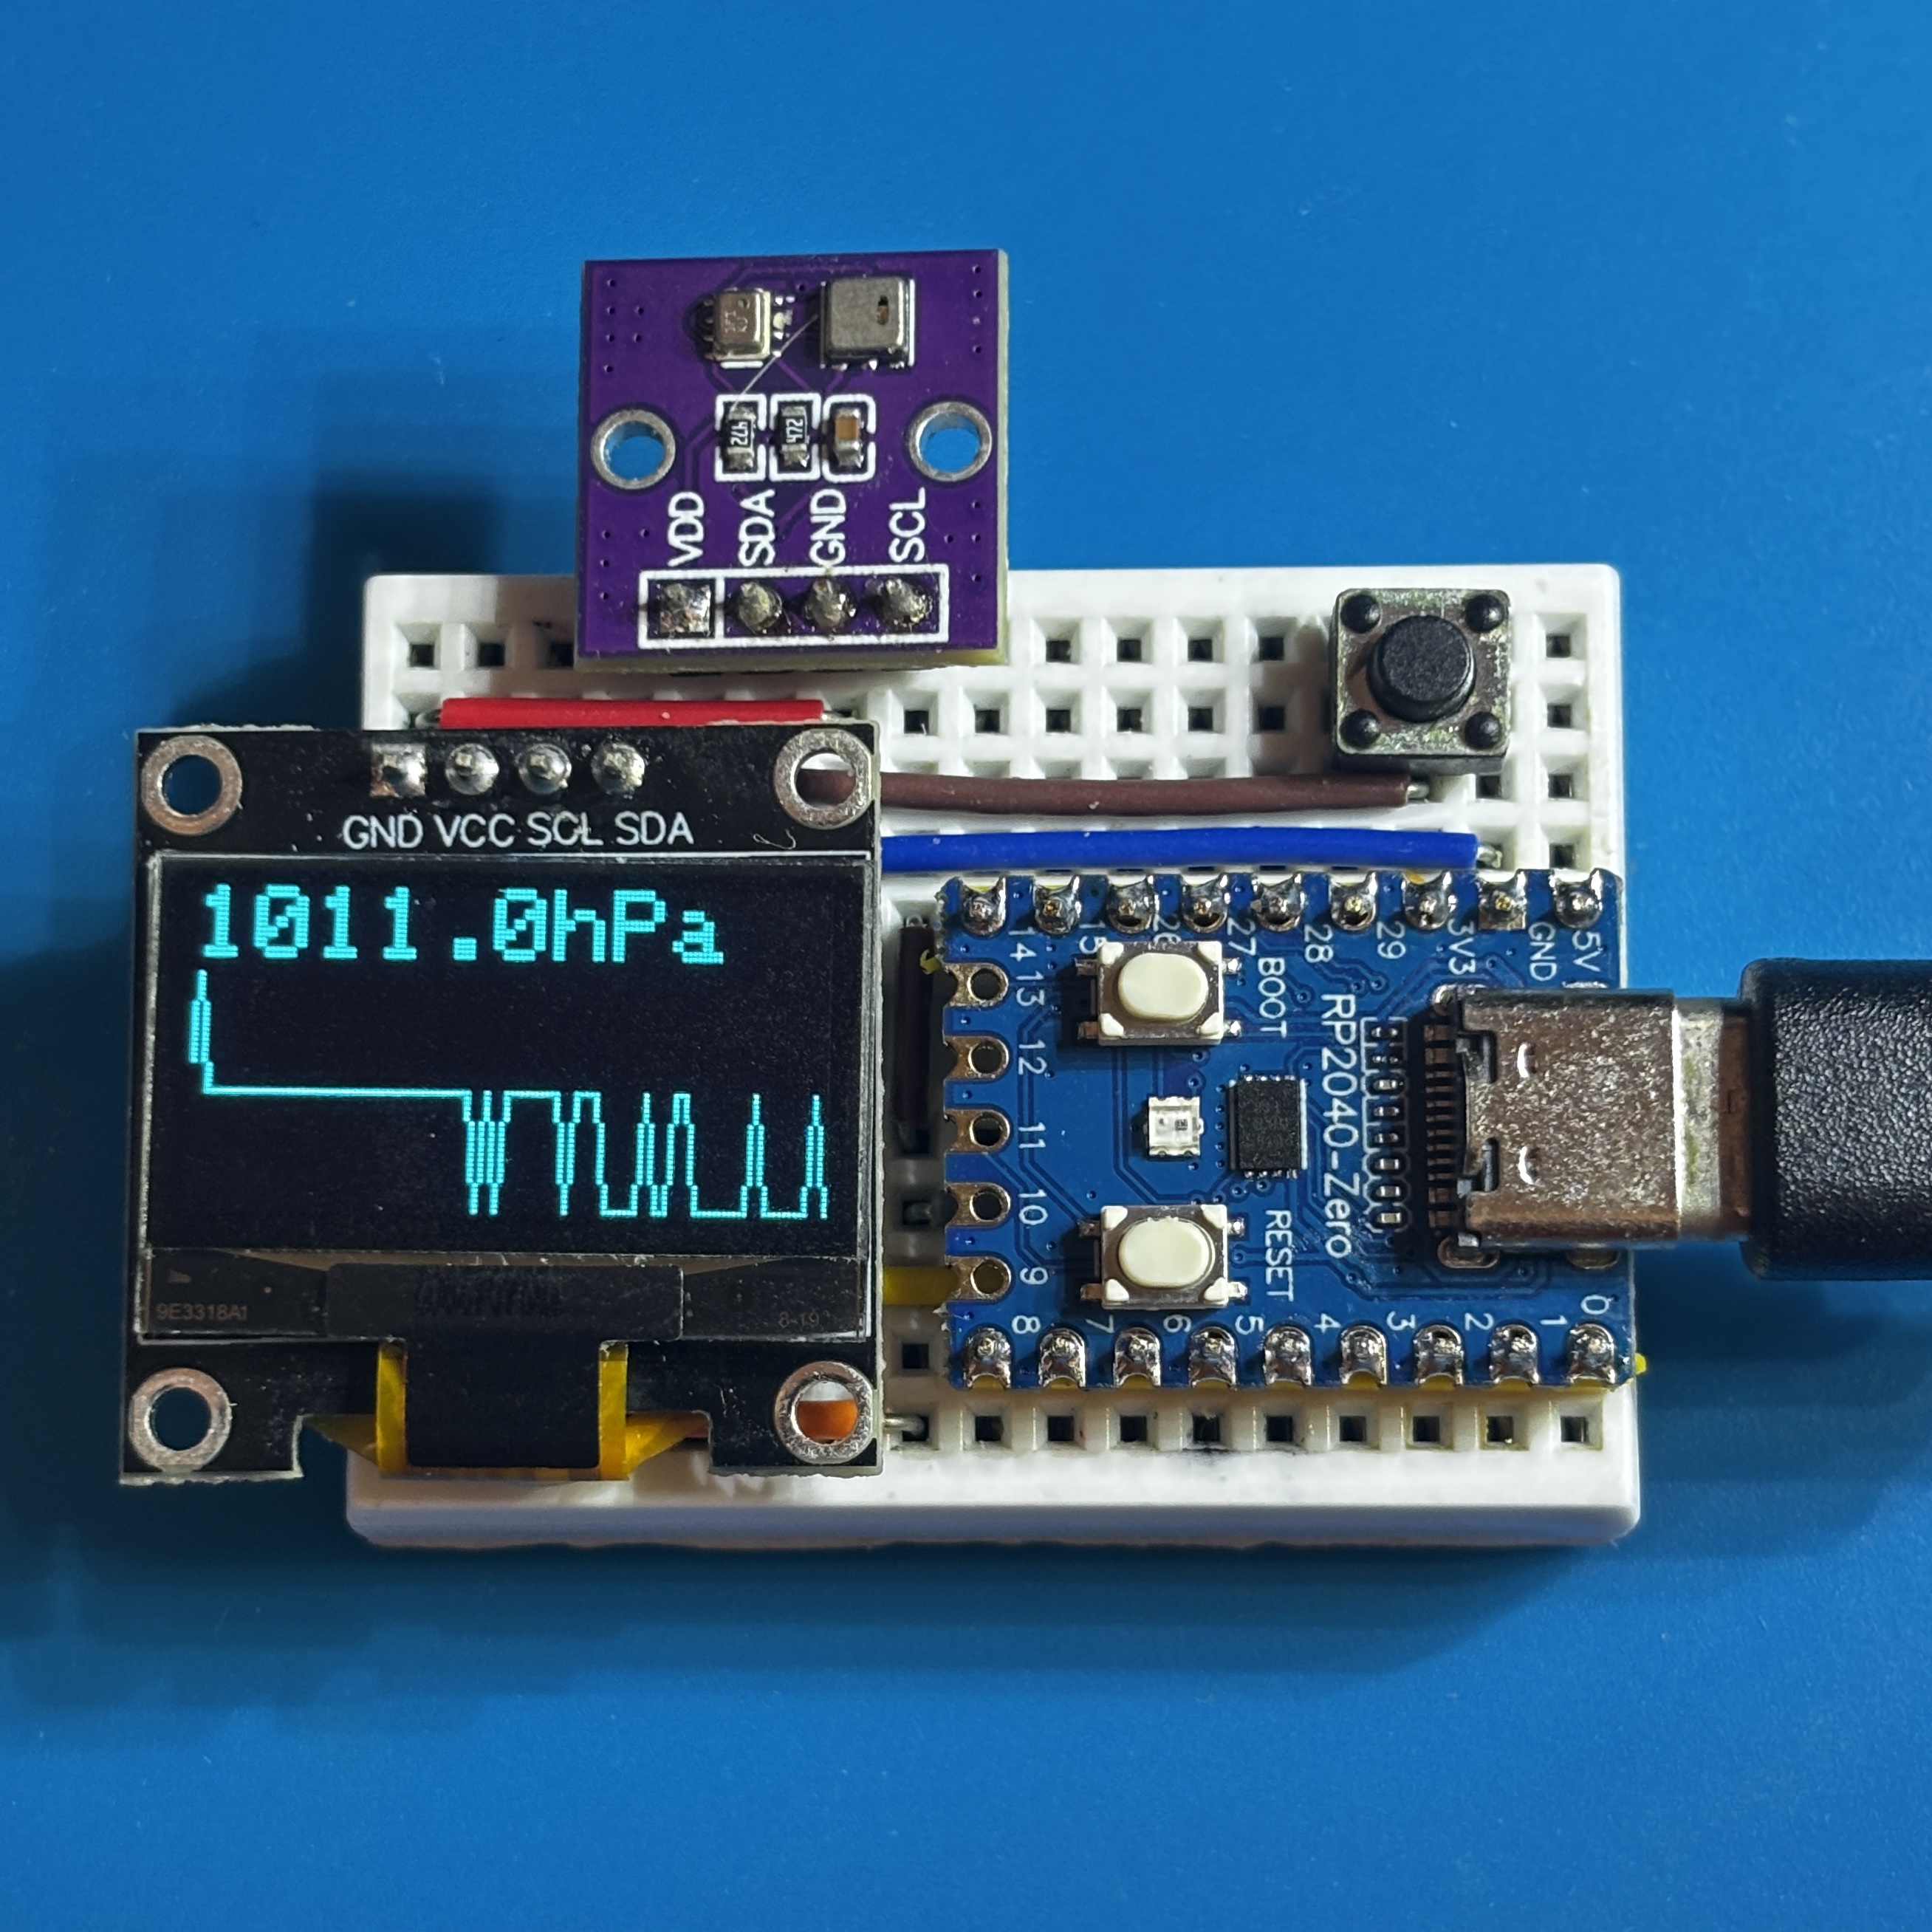 472
472
VDD
SDA
GND
SCL
GND VCC SCL SDA
1011.0hPa
9E3318A1
8-19
14
15
26
27
28
29
3V3
GND
5V
13
12
11
10
9
BOOT
RP2040-Zero
RESET
8
7
6
5
4
3
2
1
0